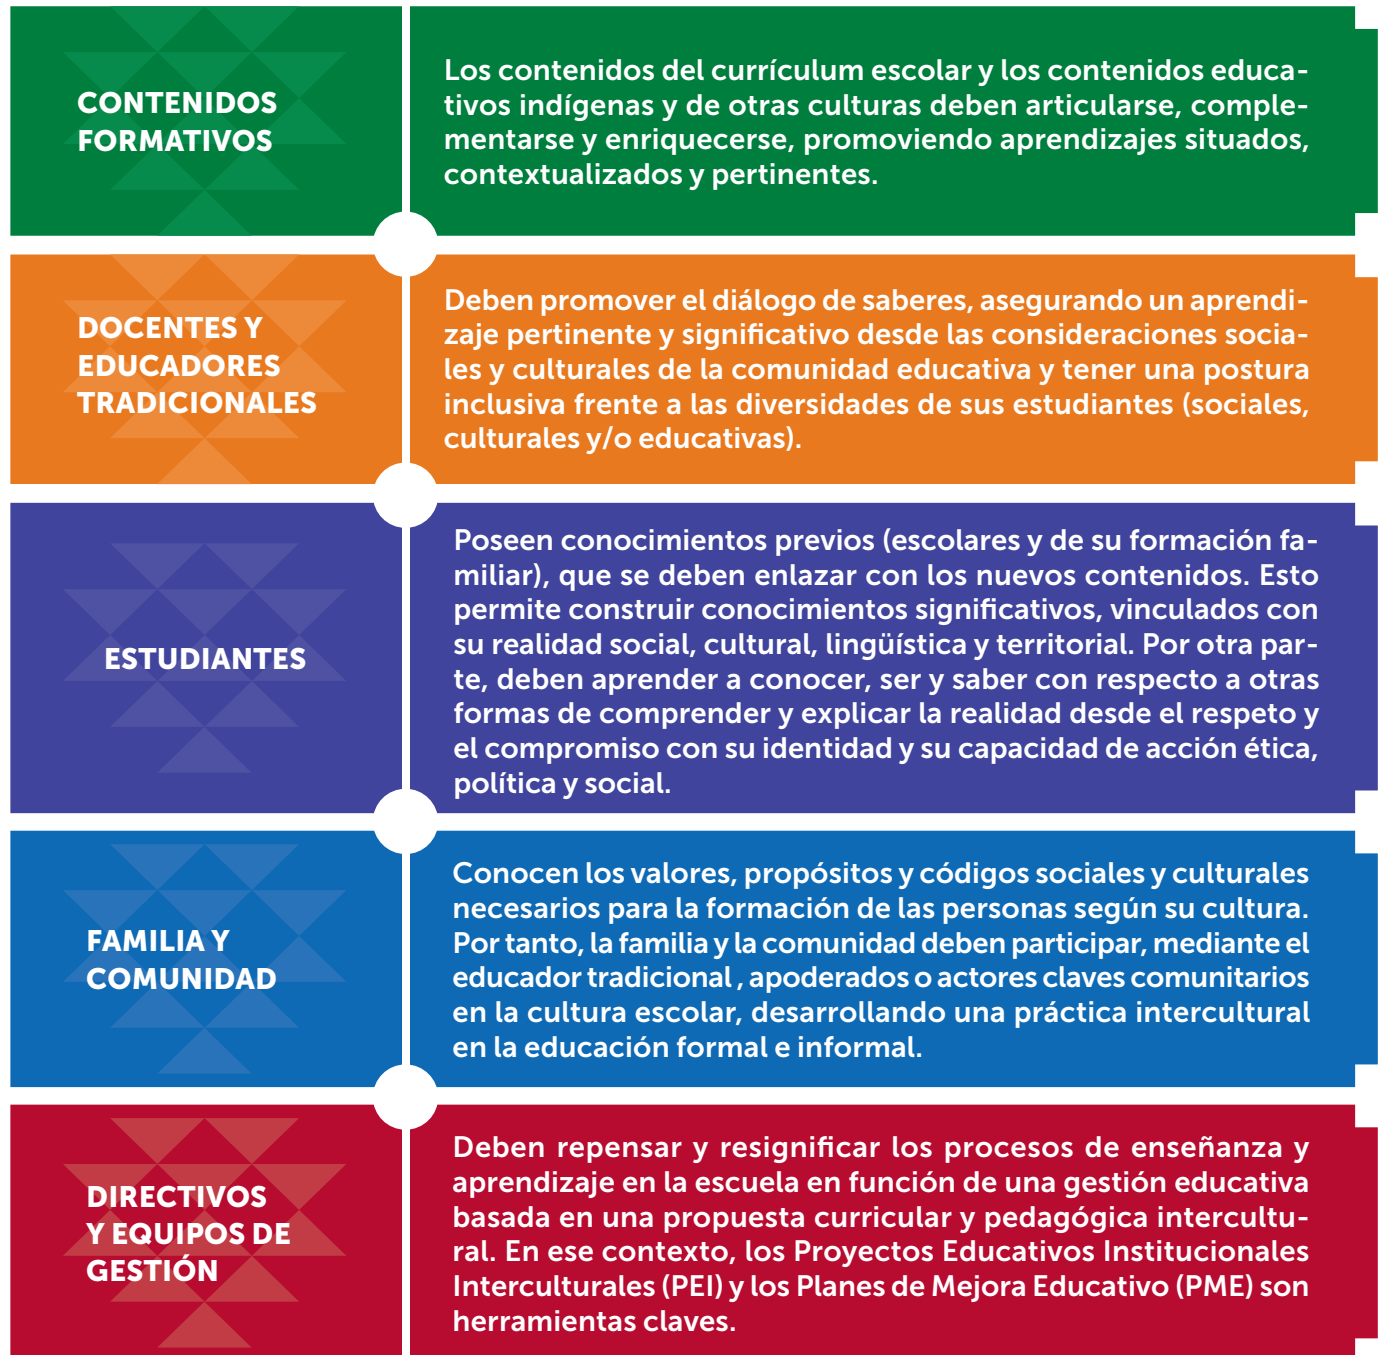 CONTENIDOS
FORMATIVOS
Los contenidos del currículum escolar y los contenidos educa-
tivos indígenas y de otras culturas deben articularse, comple-
mentarse y enriquecerse, promoviendo aprendizajes situados,
contextualizados y pertinentes.
DOCENTES Y
EDUCADORES
TRADICIONALES
Deben promover el diálogo de saberes, asegurando un aprendi-
zaje pertinente y significativo desde las consideraciones socia-
les y culturales de la comunidad educativa y tener una postura
inclusiva frente a las diversidades de sus estudiantes (sociales,
culturales y/o educativas).
ESTUDIANTES
Poseen conocimientos previos (escolares y de su formación fa-
miliar), que se deben enlazar con los nuevos contenidos. Esto
permite construir conocimientos significativos, vinculados con
su realidad social, cultural, lingüística y territorial. Por otra par-
te, deben aprender a conocer, ser y saber con respecto a otras
formas de comprender y explicar la realidad desde el respeto y
el compromiso con su identidad y su capacidad de acción ética,
política y social.
FAMILIA Y
COMUNIDAD
Conocen los valores, propósitos y códigos sociales y culturales
necesarios para la formación de las personas según su cultura.
Por tanto, la familia y la comunidad deben participar, mediante el
educador tradicional , apoderados o actores claves comunitarios
en la cultura escolar, desarrollando una práctica intercultural
en la educación formal e informal.
DIRECTIVOS
Y EQUIPOS DE
GESTIÓN
Deben repensar y resignificar los procesos de enseñanza y
aprendizaje en la escuela en función de una gestión educativa
basada en una propuesta curricular y pedagógica intercultu-
ral. En ese contexto, los Proyectos Educativos Institucionales
Interculturales (PEI) y los Planes de Mejora Educativo (PME) son
herramientas claves.